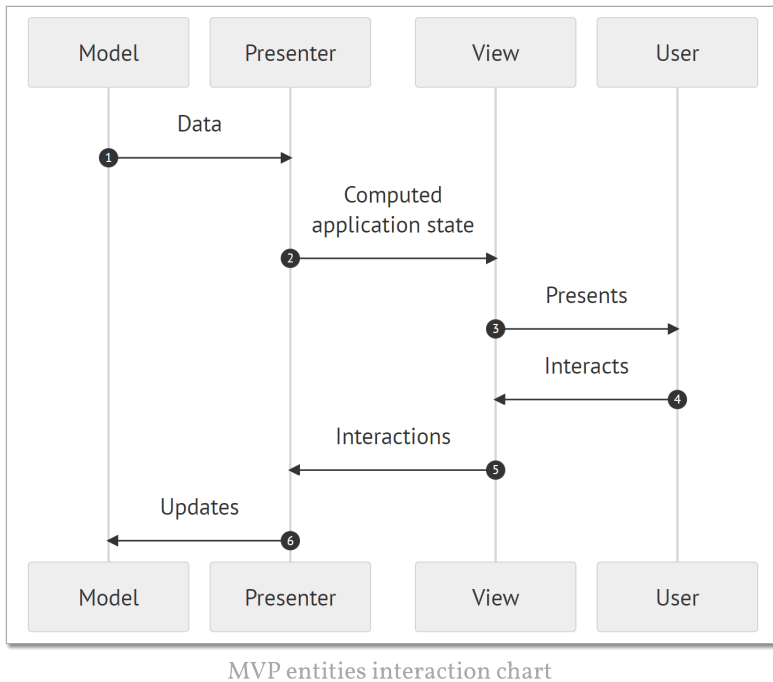 Model
Presenter
View
User
Data
1
Computed
application state
2
Presents
3
Interacts
4
Interactions
5
Updates
6
Model
Presenter
View
User
MVP entities interaction chart